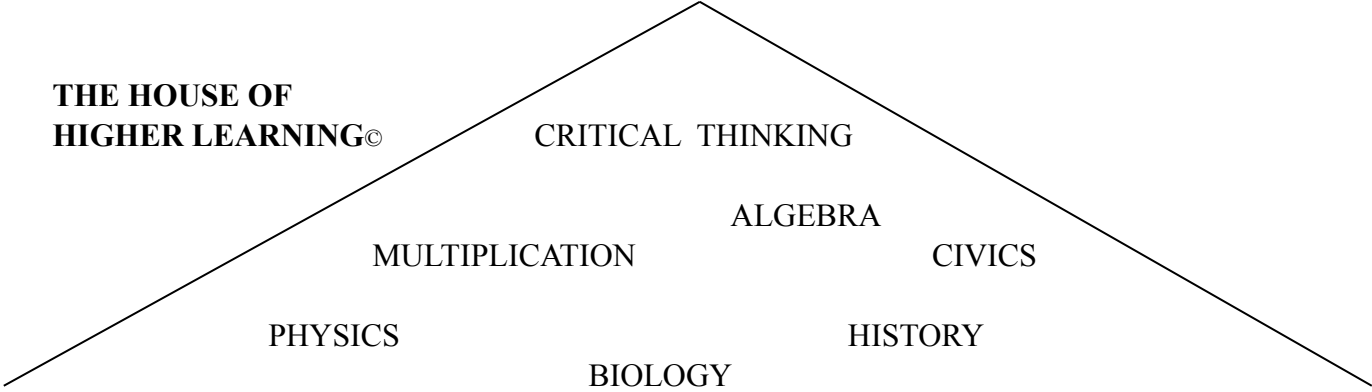 THE HOUSE OF
HIGHER LEARNING©
CRITICAL THINKING
ALGEBRA
MULTIPLICATION
CIVICS
PHYSICS
HISTORY
BIOLOGY